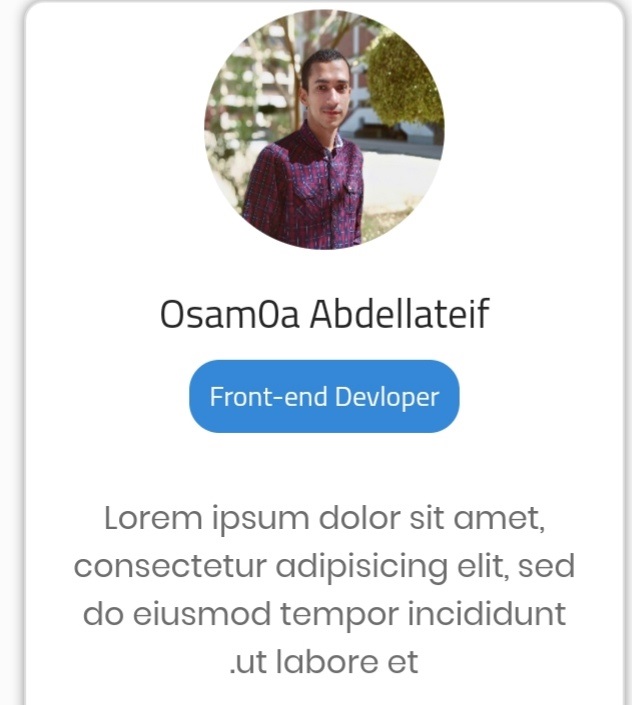 Osam0a Abdellateif
Front-end Devloper
Lorem ipsum dolor sit amet,
consectetur adipisicing elit, sed
do eiusmod tempor incididunt
.ut labore et